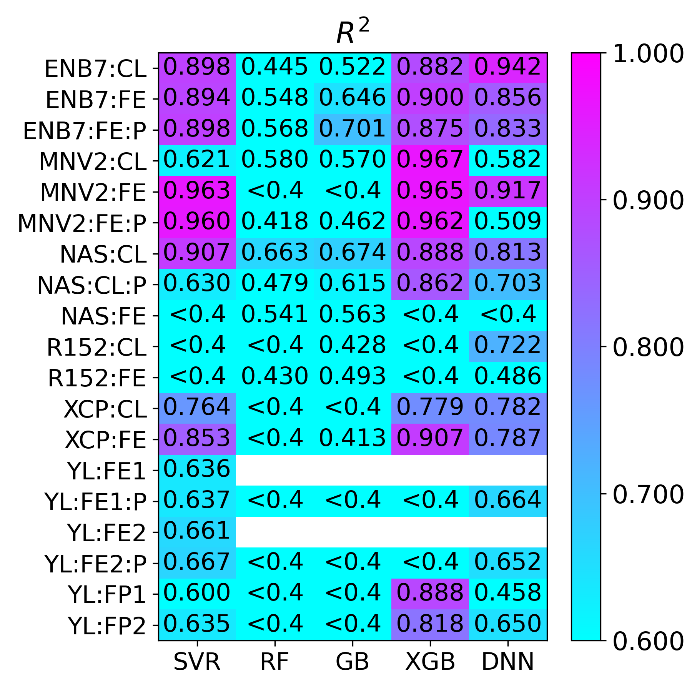 R²
ENB7:CL 0.898 0.445 0.522 0.882 0.942
ENB7:FE 0.894 0.548 0.646 0.900 0.856
ENB7:FE:P 0.898 0.568 0.701 0.875 0.833
MNV2:CL 0.621 0.580 0.570 0.967 0.582
MNV2:FE 0.963 <0.4 <0.4 0.965 0.917
MNV2:FE:P 0.960 0.418 0.462 0.962 0.509
NAS:CL 0.907 0.663 0.674 0.888 0.813
NAS:CL:P 0.630 0.479 0.615 0.862 0.703
NAS:FE <0.4 0.541 0.563 <0.4 <0.4
R152:CL <0.4 <0.4 0.428 <0.4 0.722
R152:FE <0.4 0.430 0.493 <0.4 0.486
XCP:CL 0.764 <0.4 <0.4 0.779 0.782
XCP:FE 0.853 <0.4 0.413 0.907 0.787
YL:FE1 0.636
YL:FE1:P 0.637 <0.4 <0.4 <0.4 0.664
YL:FE2 0.661
YL:FE2:P 0.667 <0.4 <0.4 <0.4 0.652
YL:FP1 0.600 <0.4 <0.4 0.888 0.458
YL:FP2 0.635 <0.4 <0.4 0.818 0.650
SVR RF GB XGB DNN
1.000
0.900
0.800
0.700
0.600